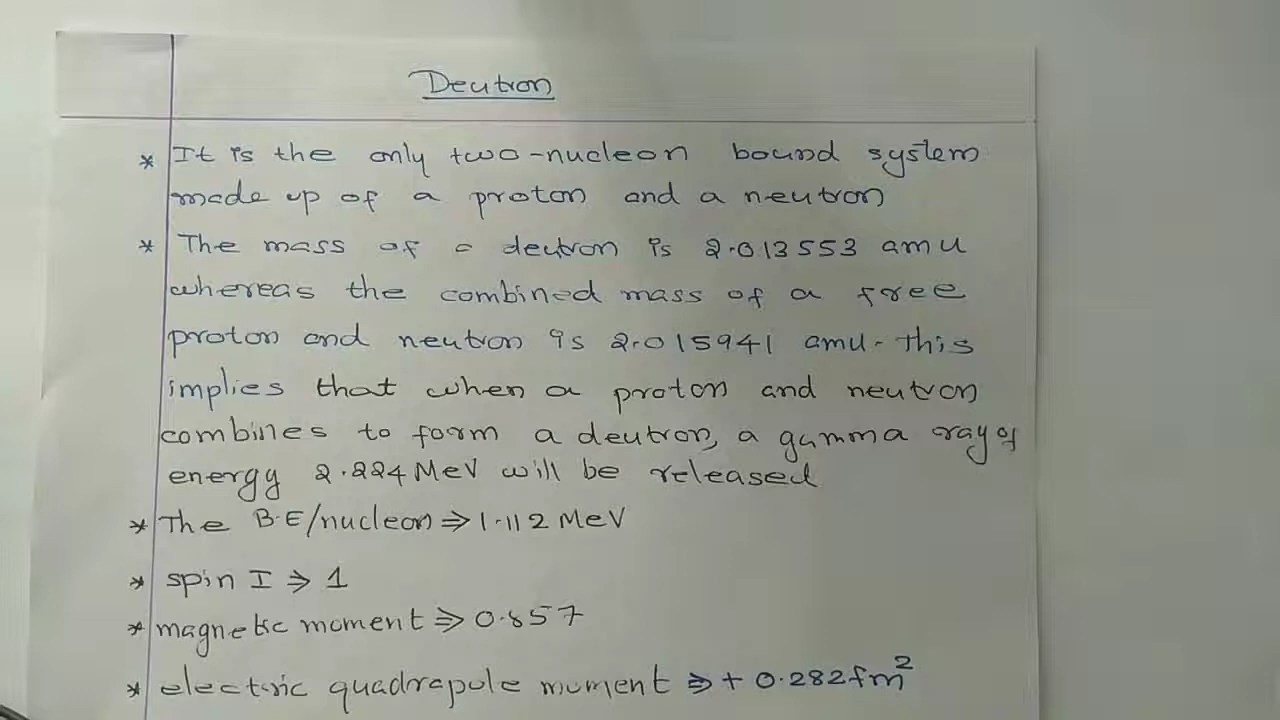 Deutron
* It is the only two-nucleon bound system
made up of a proton and a neutron
* The mass of a deutron is 2.013553 amu
whereas the combined mass of a free
proton and neutron is 2.015941 amu. This
implies that when a proton and neutron
combines to form a deutron, a gamma ray of
energy 2.224 MeV will be released
* The B.E/nucleon ⇒ 1.112 MeV
* spin I ⇒ 1
* magnetic moment ⇒ 0.857
* electric quadrapole moment ⇒ + 0.282 fm²